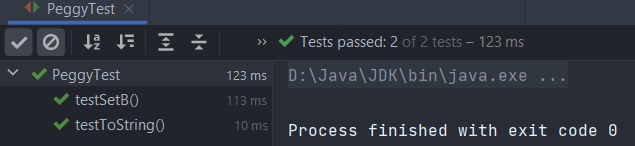 PeggyTest ×
Tests passed: 2 of 2 tests – 123 ms
PeggyTest 123 ms
testSetB() 113 ms
testToString() 10 ms
D:\Java\JDK\bin\java.exe ...
Process finished with exit code 0